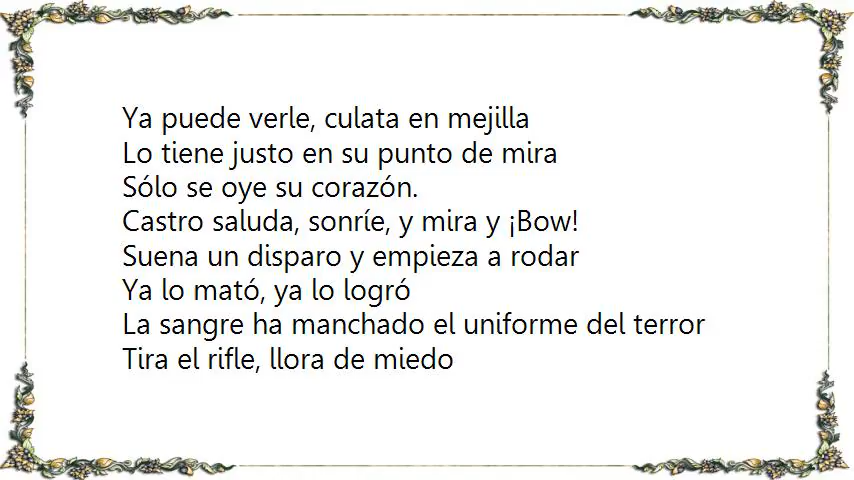 Ya puede verle, culata en mejilla
Lo tiene justo en su punto de mira
Sólo se oye su corazón.
Castro saluda, sonríe, y mira y ¡Bow!
Suena un disparo y empieza a rodar
Ya lo mató, ya lo logró
La sangre ha manchado el uniforme del terror
Tira el rifle, llora de miedo